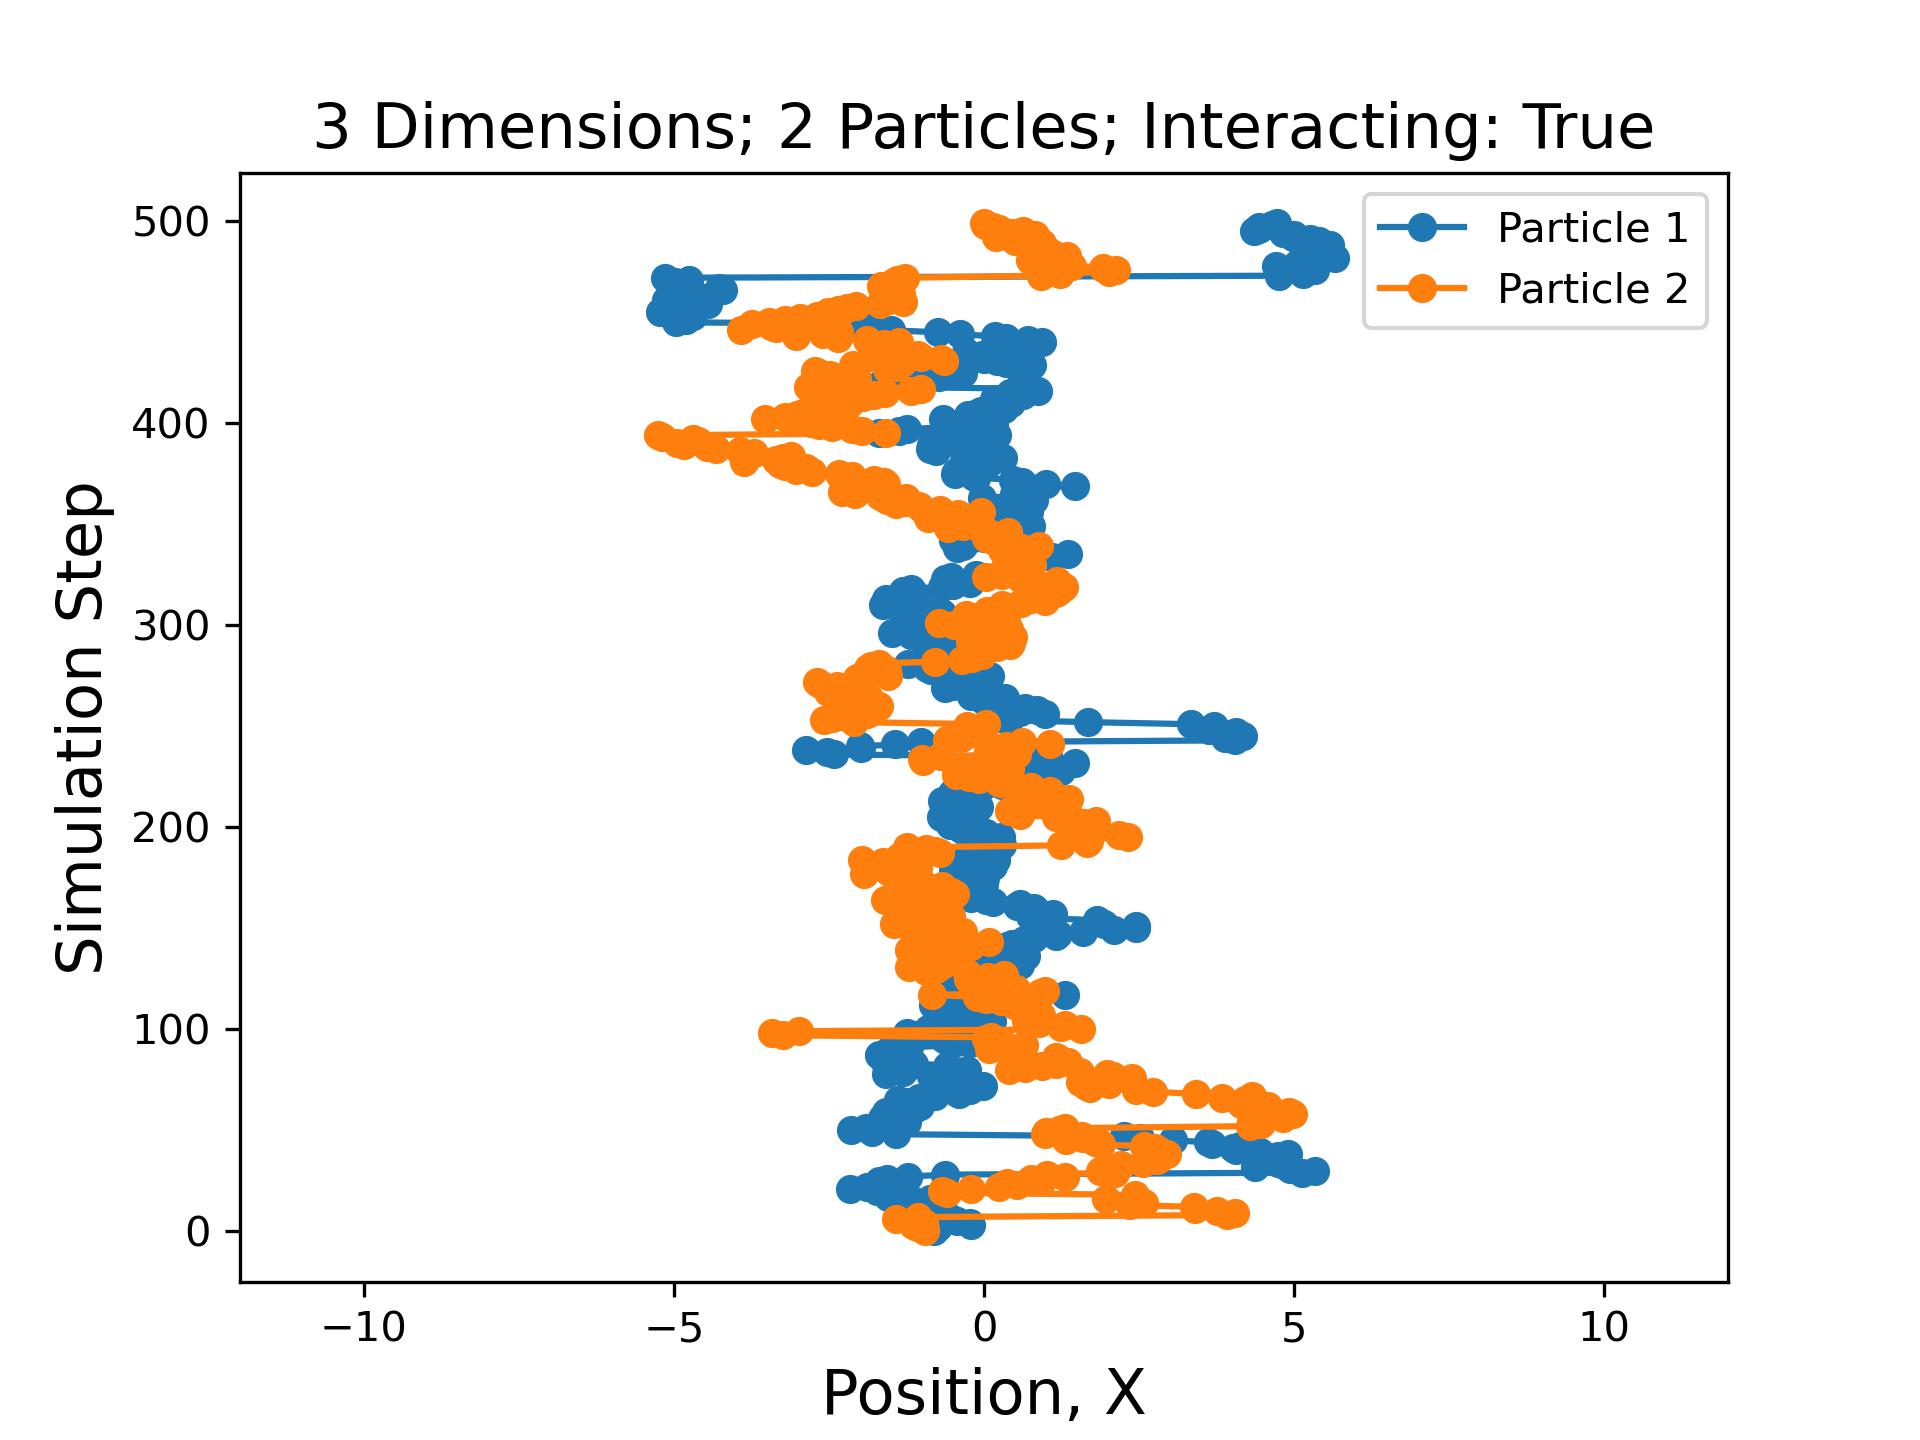 3 Dimensions; 2 Particles; Interacting: True
Particle 1
Particle 2
500
400
300
200
100
0
Simulation Step
−10
−5
0
5
10
Position, X